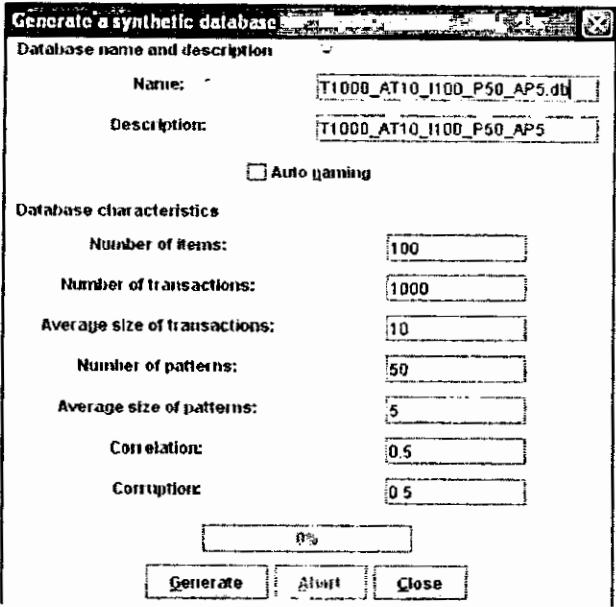 Generate a synthetic database
Database name and description
Name: T1000_AT10_I100_P50_AP5.db
Description: T1000_AT10_I100_P50_AP5
Auto naming
Database characteristics
Number of items: 100
Number of transactions: 1000
Average size of transactions: 10
Number of patterns: 50
Average size of patterns: 5
Correlation: 0.5
Corruption: 0.5
0%
Generate Abort Close